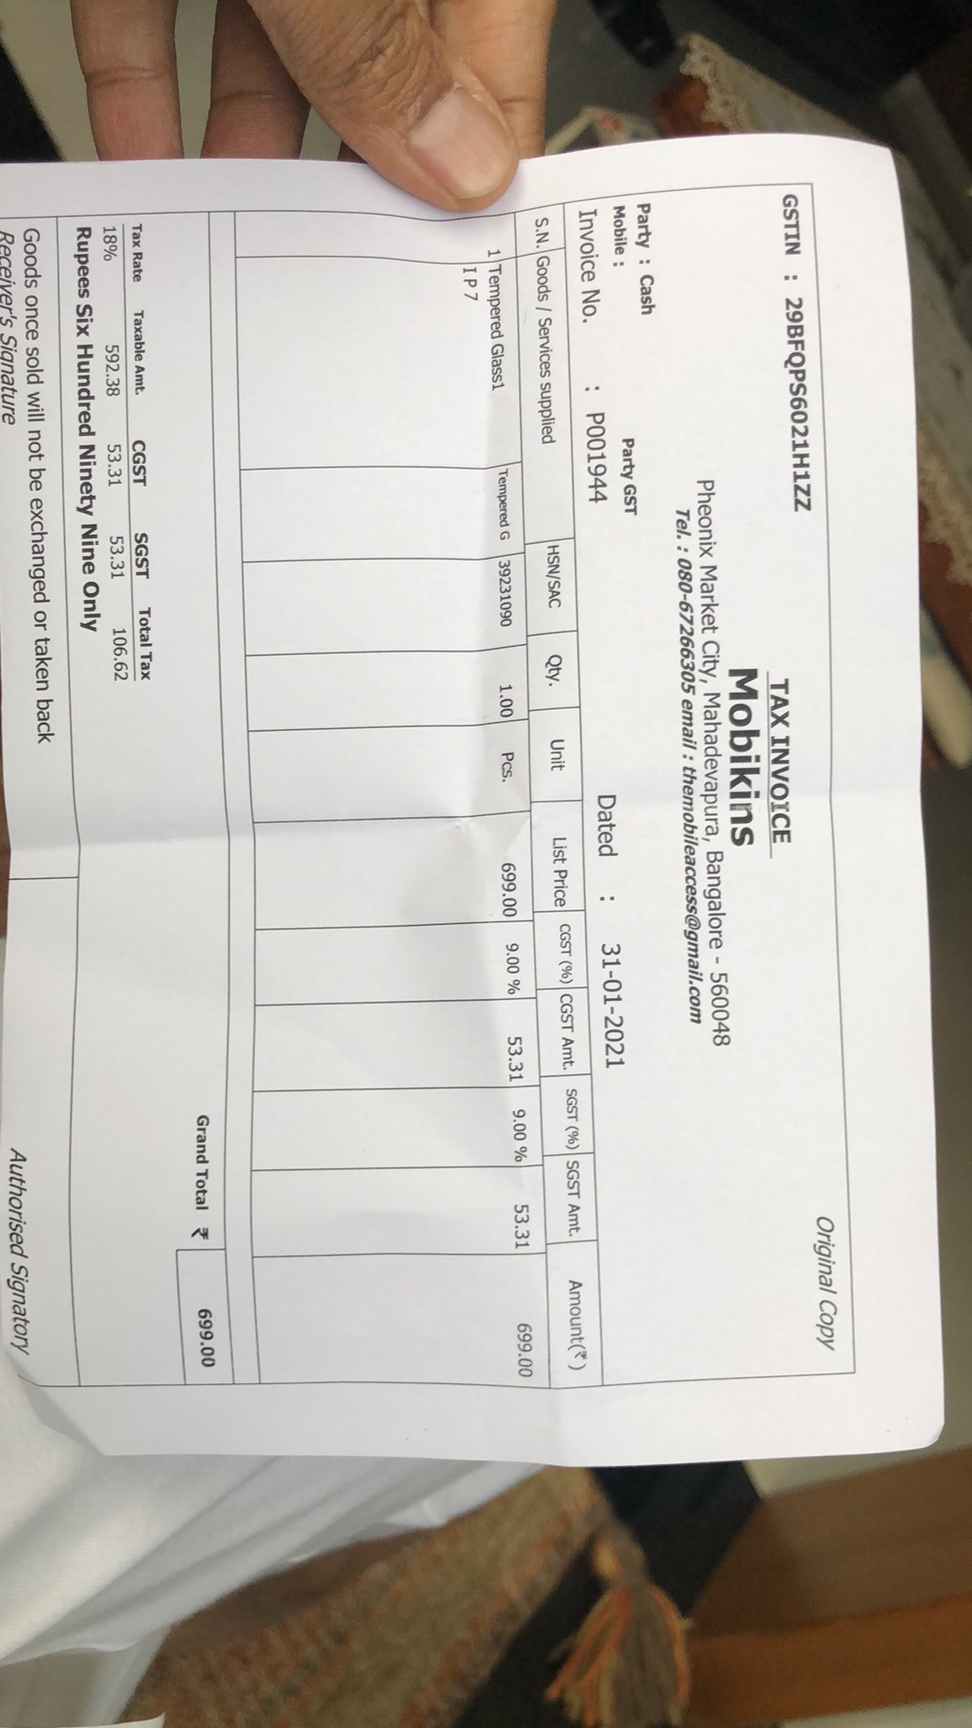 Original Copy
GSTIN : 29BFQPS6021H1ZZ
TAX INVOICE
Mobikins
Pheonix Market City, Mahadevapura, Bangalore - 560048
Tel. : 080-67266305 email : themobileaccess@gmail.com
Party : Cash
Mobile : Party GST
Invoice No. : P001944 Dated : 31-01-2021
S.N. Goods / Services supplied HSN/SAC Qty. Unit List Price CGST (%) CGST Amt. SGST (%) SGST Amt. Amount(₹)
1 Tempered Glass1 Tempered G 39231090 1.00 Pcs. 699.00 9.00 % 53.31 9.00 % 53.31 699.00
I P 7
Grand Total ₹ 699.00
Tax Rate Taxable Amt. CGST SGST Total Tax
18% 592.38 53.31 53.31 106.62
Rupees Six Hundred Ninety Nine Only
Goods once sold will not be exchanged or taken back
Receiver's Signature Authorised Signatory